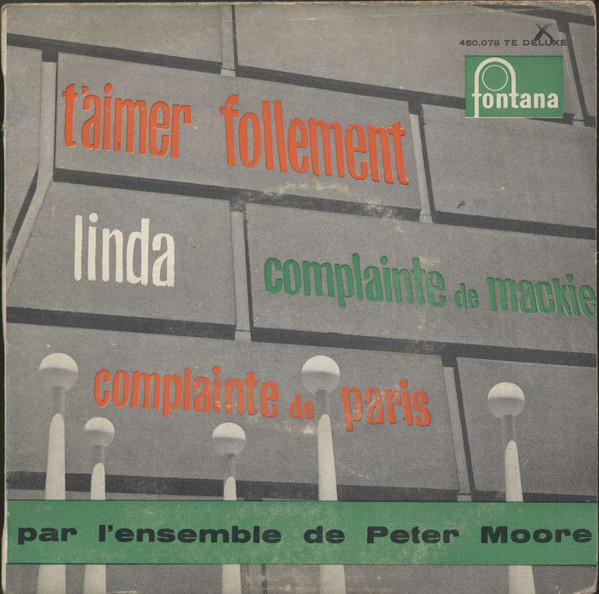 460.078 TE DELUXE
fontana
t'aimer follement
linda
complainte de mackie
complainte de paris
par l'ensemble de Peter Moore